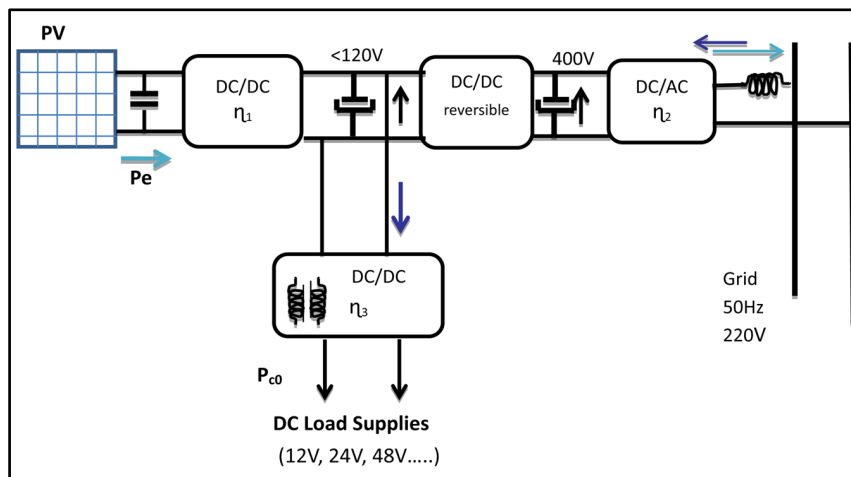 PV
DC/DC
η1
<120V
DC/DC
reversible
400V
DC/AC
η2
Pe
DC/DC
η3
Grid
50Hz
220V
Pc0
DC Load Supplies
(12V, 24V, 48V.....)